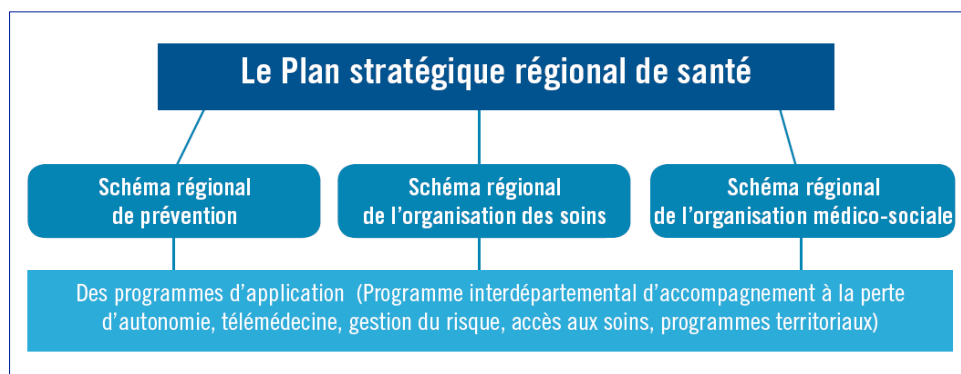 Le Plan stratégique régional de santé
Schéma régional
de prévention
Schéma régional
de l'organisation des soins
Schéma régional
de l'organisation médico-sociale
Des programmes d'application (Programme interdépartemental d'accompagnement à la perte
d'autonomie, télémédecine, gestion du risque, accès aux soins, programmes territoriaux)